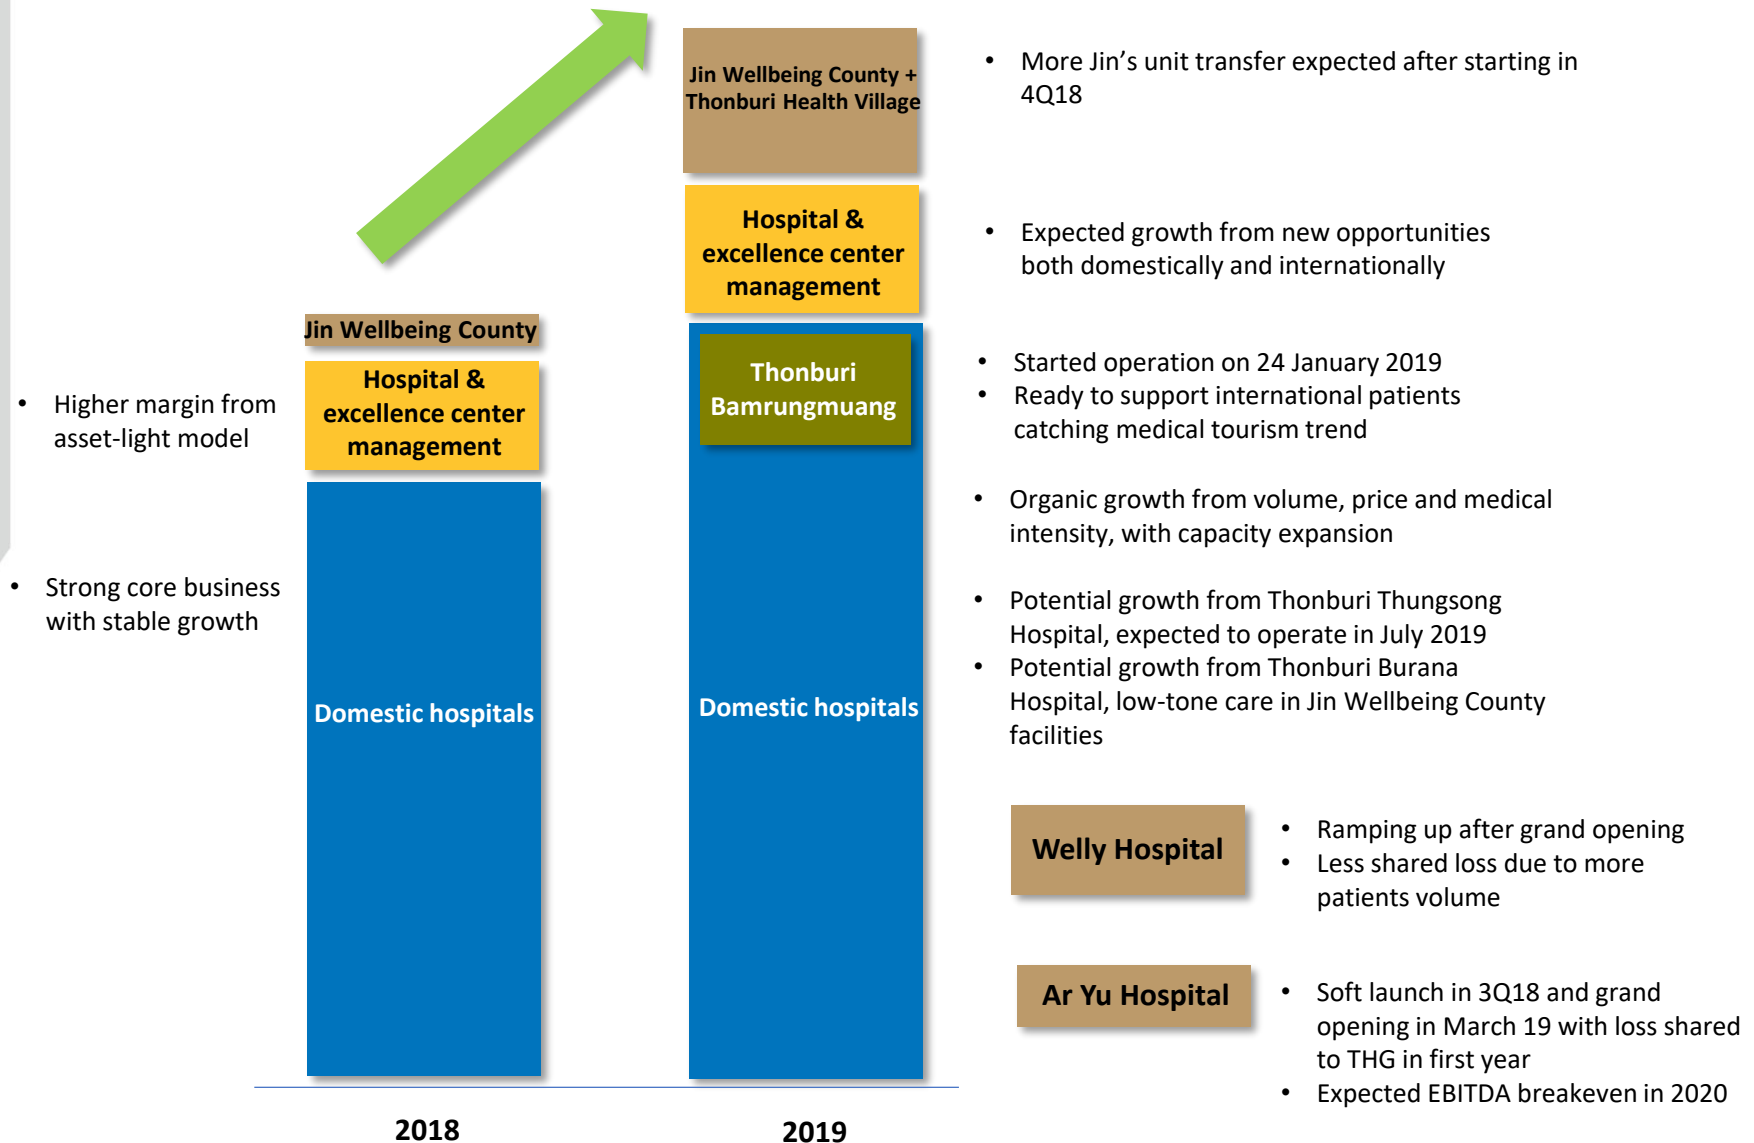 Jin Wellbeing County +
Thonburi Health Village
• More Jin’s unit transfer expected after starting in
4Q18
Hospital &
excellence center
management
• Expected growth from new opportunities
both domestically and internationally
Jin Wellbeing County
Hospital &
excellence center
management
• Higher margin from
asset-light model
Thonburi
Bamrungmuang
• Started operation on 24 January 2019
• Ready to support international patients
catching medical tourism trend
• Organic growth from volume, price and medical
intensity, with capacity expansion
• Strong core business
with stable growth
• Potential growth from Thonburi Thungsong
Hospital, expected to operate in July 2019
• Potential growth from Thonburi Burana
Hospital, low-tone care in Jin Wellbeing County
facilities
Domestic hospitals
Domestic hospitals
Welly Hospital
• Ramping up after grand opening
• Less shared loss due to more
patients volume
Ar Yu Hospital
• Soft launch in 3Q18 and grand
opening in March 19 with loss shared
to THG in first year
• Expected EBITDA breakeven in 2020
2018
2019